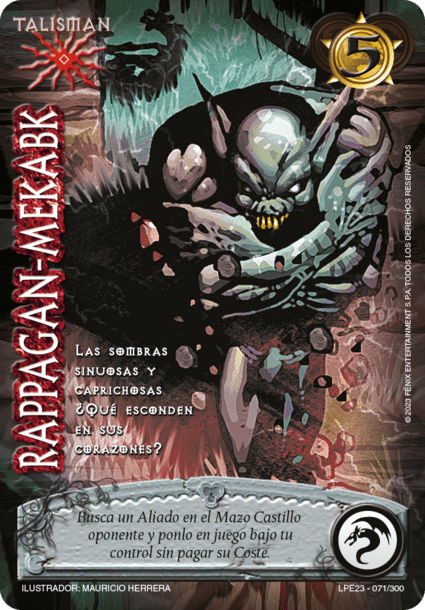 TALISMAN
5
RAPPAGAN-MEKABK
Las sombras
sinuosas y
caprichosas
¿Qué esconden
en sus
corazones?
© 2023 FÉNIX ENTERTAINMENT S.PA. TODOS LOS DERECHOS RESERVADOS
Busca un Aliado en el Mazo Castillo
oponente y ponlo en juego bajo tu
control sin pagar su Coste.
ILUSTRADOR: MAURICIO HERRERA
LPE23 - 071/300